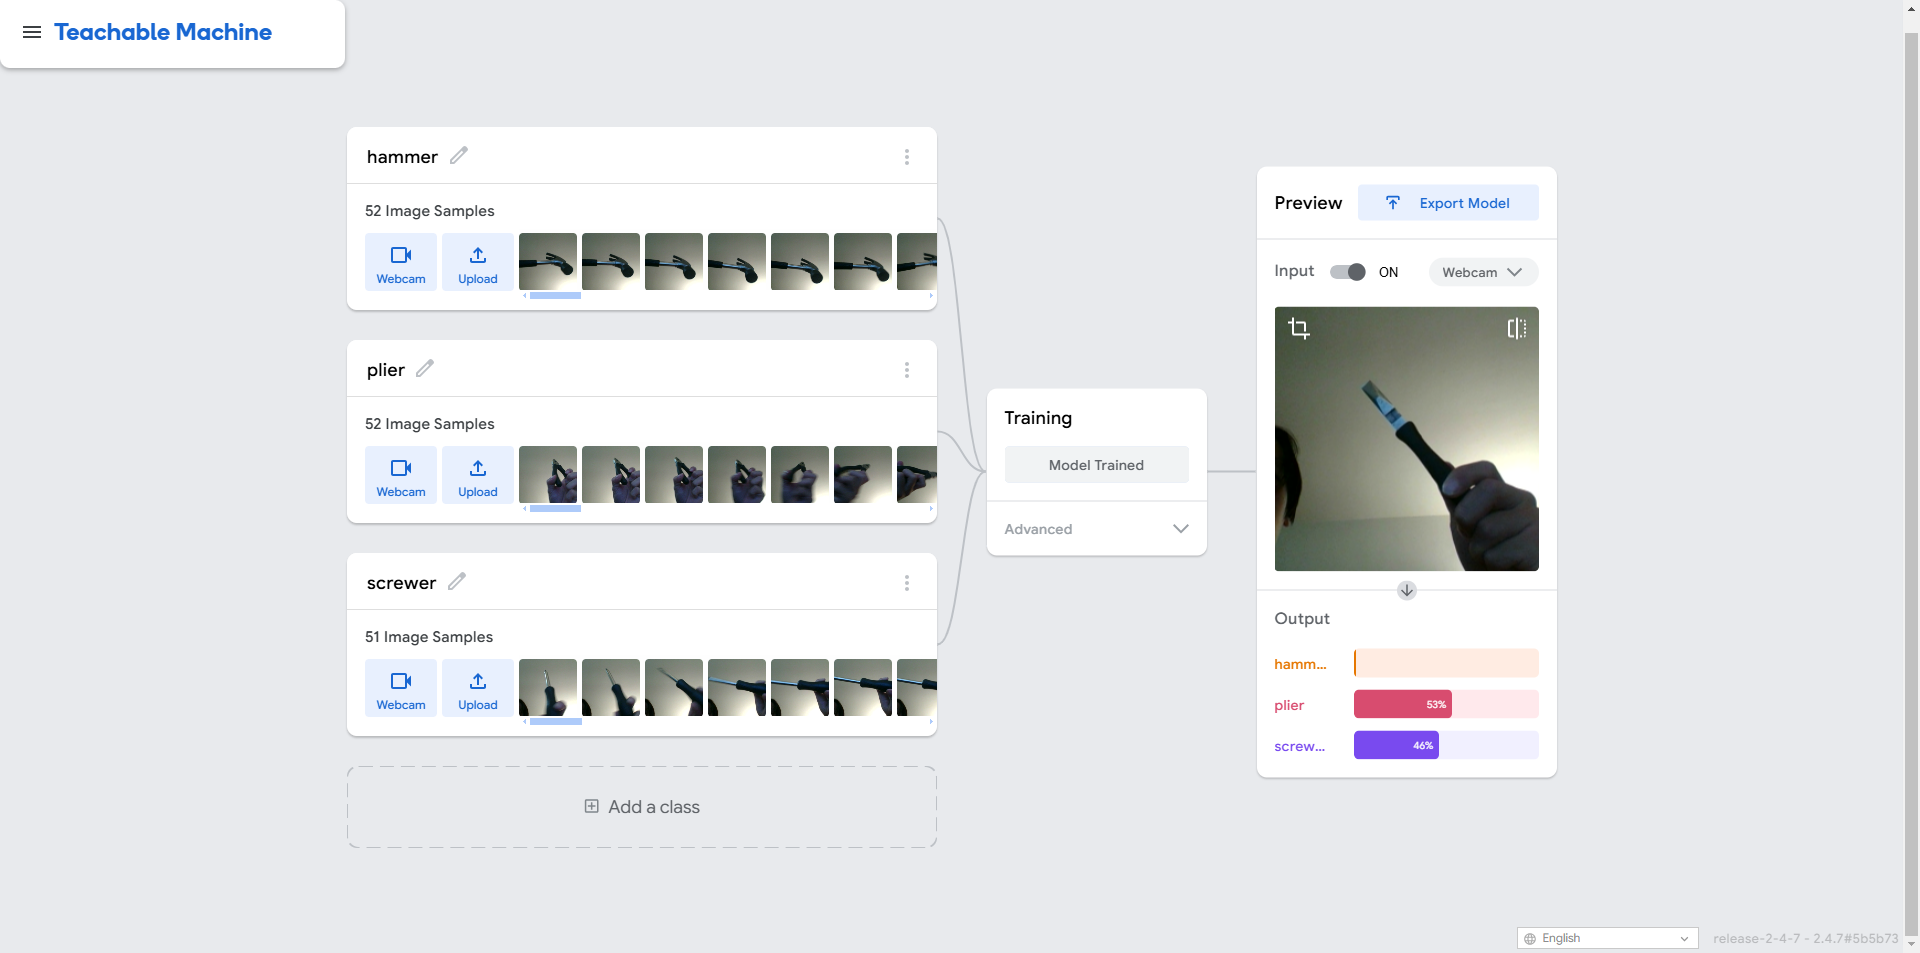 Teachable Machine
hammer
52 Image Samples
Webcam
Upload
plier
52 Image Samples
Webcam
Upload
screwer
51 Image Samples
Webcam
Upload
Add a class
Training
Model Trained
Advanced
Preview
Export Model
Input ON Webcam
Output
hamm...
plier 53%
screw... 46%
English
release-2-4-7 - 2.4.7#5b5b73